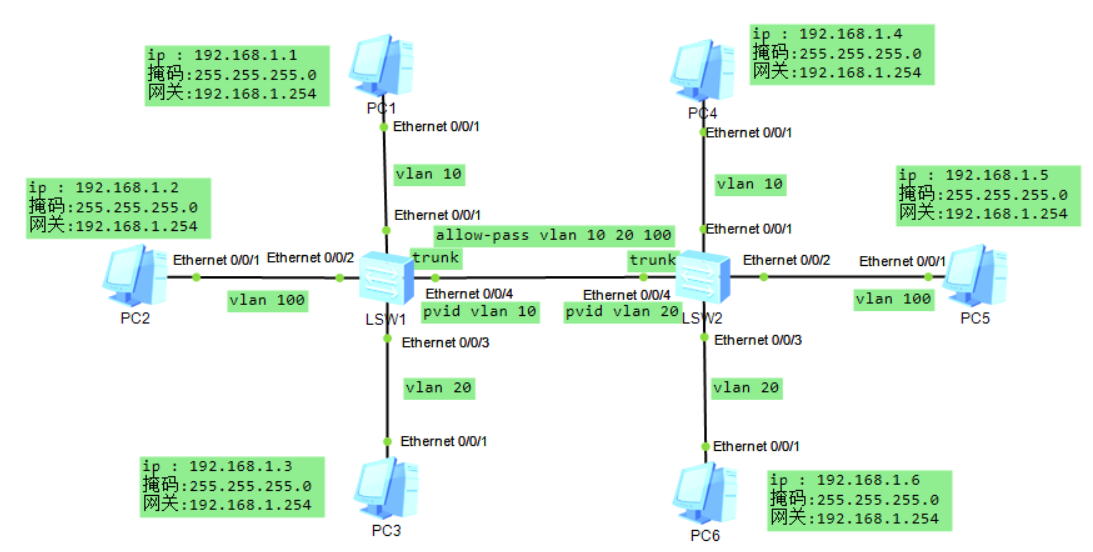 ip : 192.168.1.1
掩码:255.255.255.0
网关:192.168.1.254
PC1
Ethernet 0/0/1
vlan 10
Ethernet 0/0/1
ip : 192.168.1.4
掩码:255.255.255.0
网关:192.168.1.254
PC4
Ethernet 0/0/1
vlan 10
Ethernet 0/0/1
ip : 192.168.1.2
掩码:255.255.255.0
网关:192.168.1.254
PC2
Ethernet 0/0/1
Ethernet 0/0/2
vlan 100
ip : 192.168.1.5
掩码:255.255.255.0
网关:192.168.1.254
allow-pass vlan 10 20 100
trunk
trunk
LSW1
Ethernet 0/0/4
pvid vlan 10
Ethernet 0/0/4
pvid vlan 20
LSW2
Ethernet 0/0/2
Ethernet 0/0/1
vlan 100
PC5
Ethernet 0/0/3
vlan 20
Ethernet 0/0/1
ip : 192.168.1.3
掩码:255.255.255.0
网关:192.168.1.254
PC3
Ethernet 0/0/3
vlan 20
Ethernet 0/0/1
ip : 192.168.1.6
掩码:255.255.255.0
网关:192.168.1.254
PC6